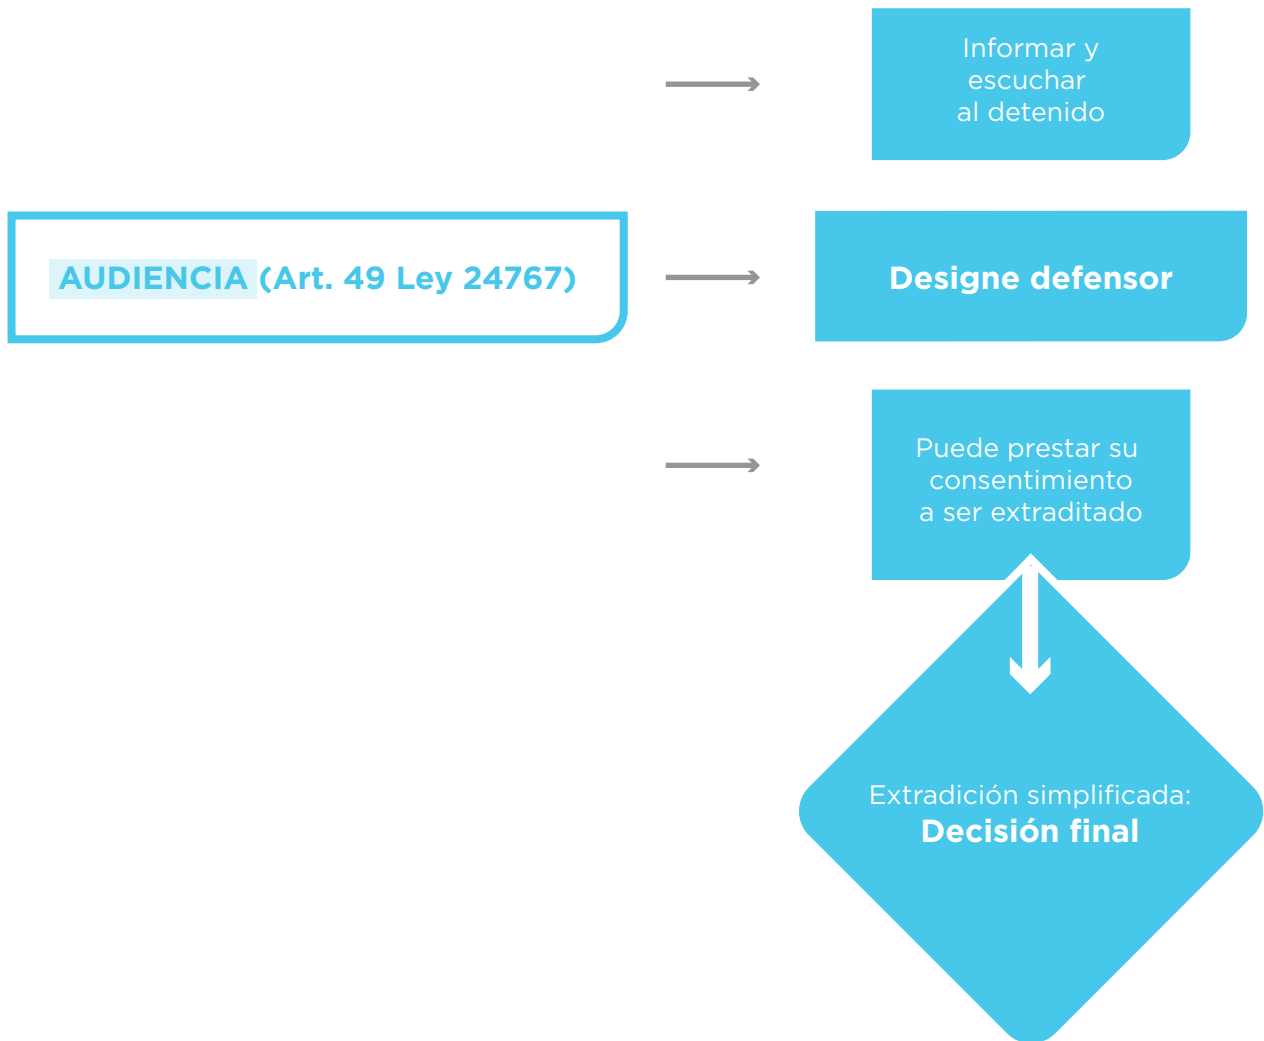 Informar y
escuchar
al detenido
AUDIENCIA (Art. 49 Ley 24767)
Designe defensor
Puede prestar su
consentimiento
a ser extraditado
Extradición simplificada:
Decisión final